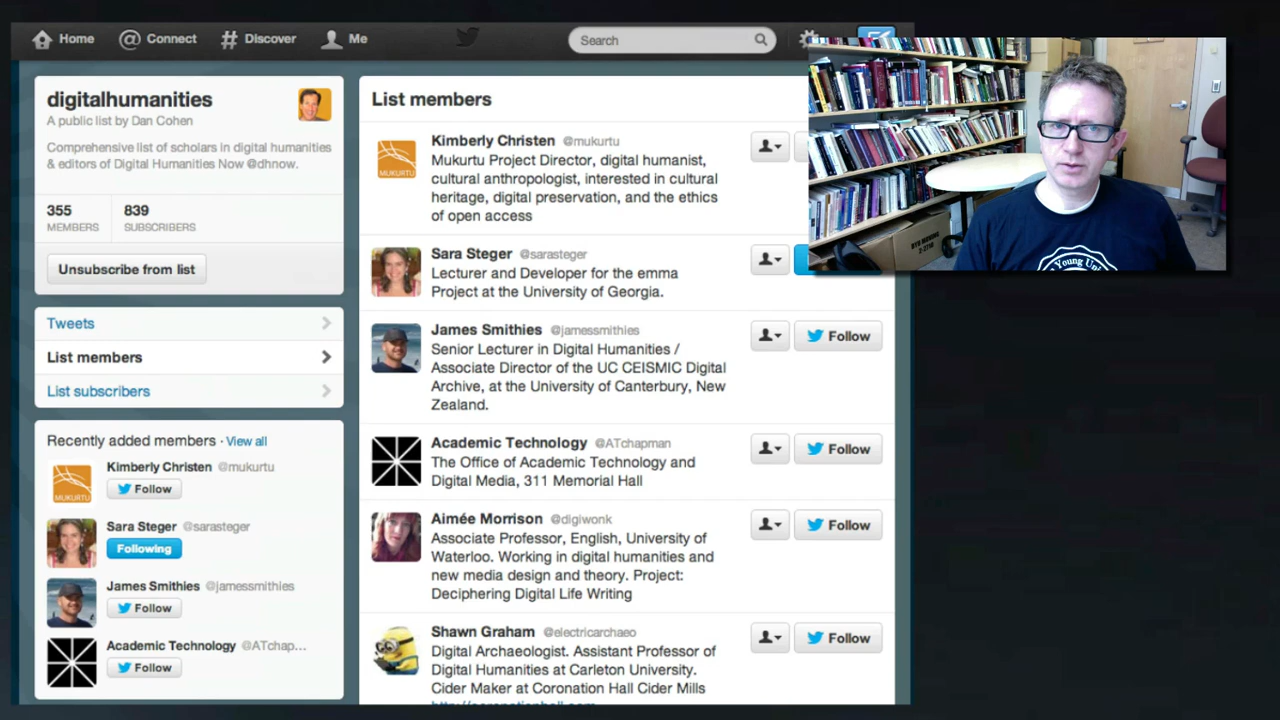 Home
Connect
Discover
Me
Search
digitalhumanities
A public list by Dan Cohen
Comprehensive list of scholars in digital humanities
& editors of Digital Humanities Now @dhnow.
355
MEMBERS
839
SUBSCRIBERS
Unsubscribe from list
Tweets
List members
List subscribers
Recently added members · View all
Kimberly Christen @mukurtu
MUKURTU
Follow
Sara Steger @sarasteger
Following
James Smithies @jamessmithies
Follow
Academic Technology @ATchap...
Follow
List members
Kimberly Christen @mukurtu
MUKURTU
Mukurtu Project Director, digital humanist,
cultural anthropologist, interested in cultural
heritage, digital preservation, and the ethics
of open access
Sara Steger @sarasteger
Lecturer and Developer for the emma
Project at the University of Georgia.
James Smithies @jamessmithies
Follow
Senior Lecturer in Digital Humanities /
Associate Director of the UC CEISMIC Digital
Archive, at the University of Canterbury, New
Zealand.
Academic Technology @ATchapman
Follow
The Office of Academic Technology and
Digital Media, 311 Memorial Hall
Aimée Morrison @digiwonk
Follow
Associate Professor, English, University of
Waterloo. Working in digital humanities and
new media design and theory. Project:
Deciphering Digital Life Writing
Shawn Graham @electricarchaeo
Follow
Digital Archaeologist. Assistant Professor of
Digital Humanities at Carleton University.
Cider Maker at Coronation Hall Cider Mills
Young Uni